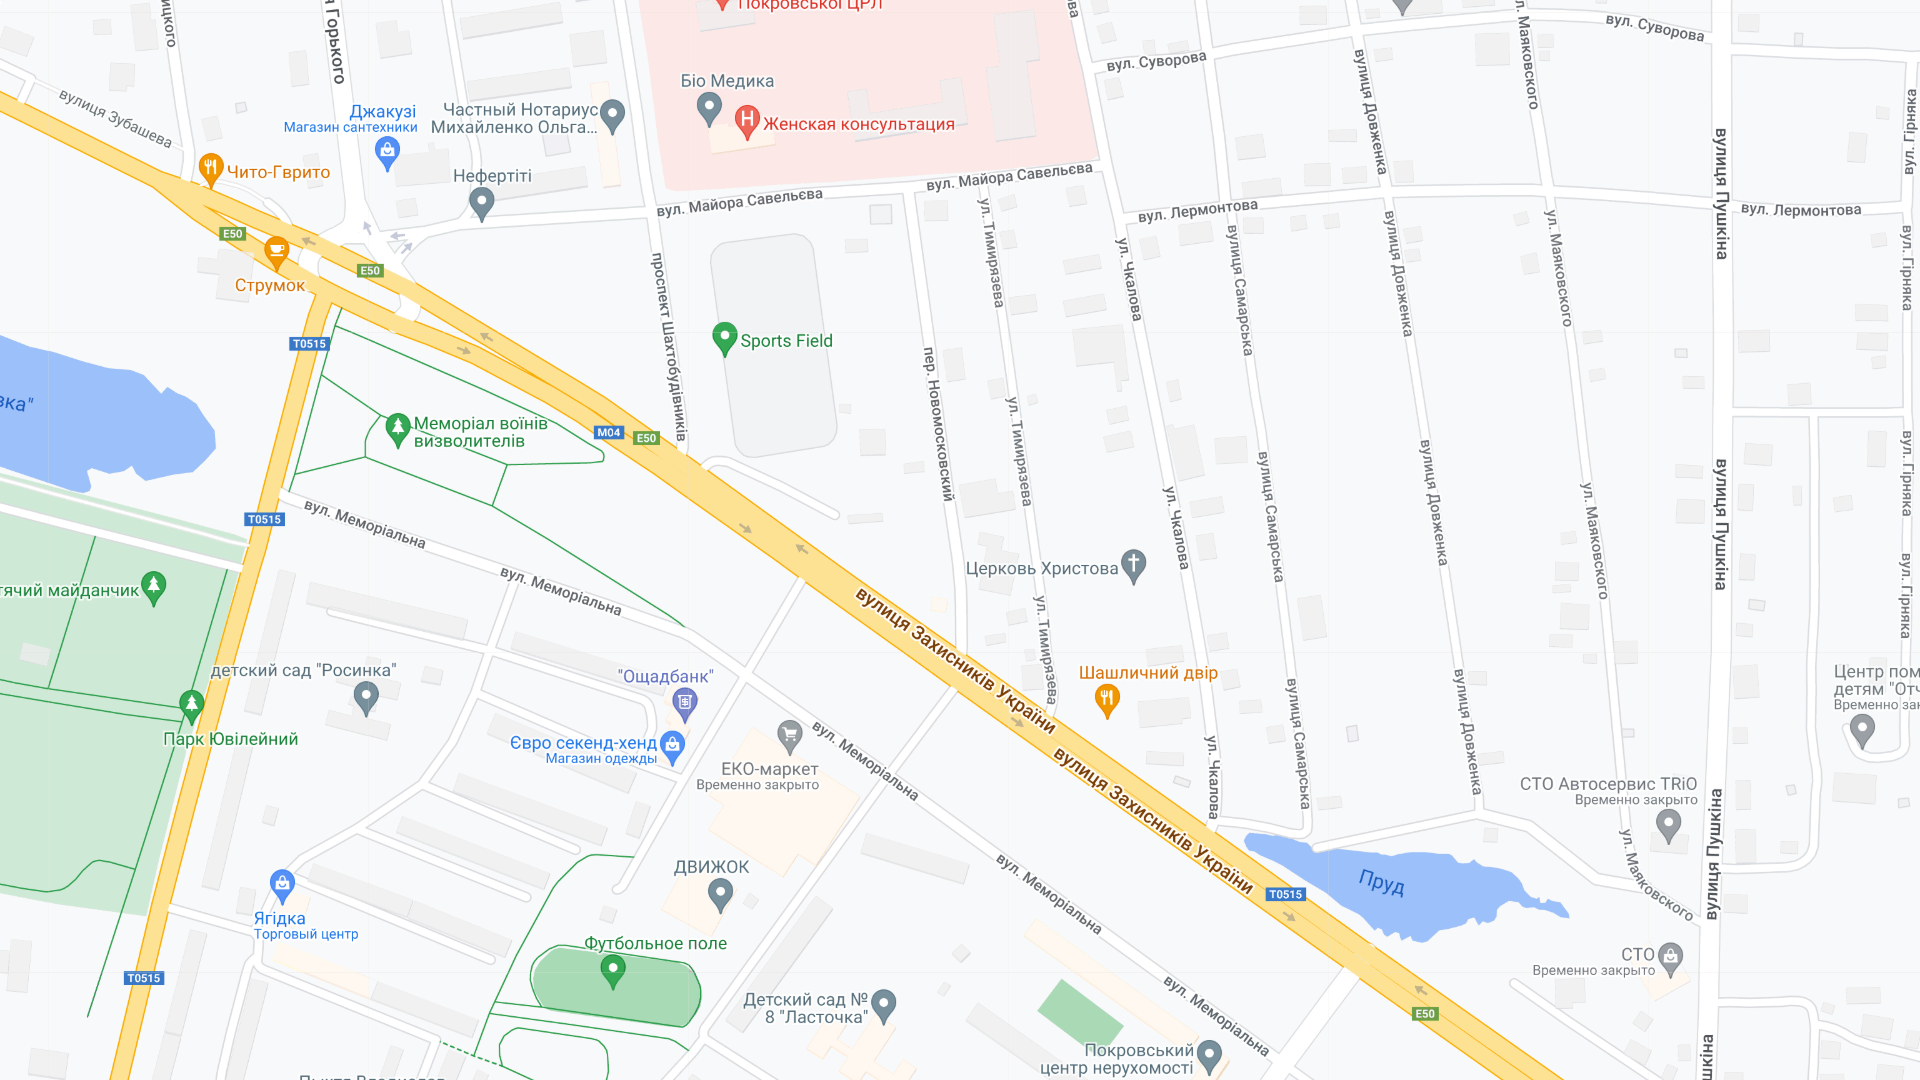 Покровської ЦРЛ
Горького
вул. Суворова
вул. Суворова
ул. Маяковского
вулиця Довженка
вул. Гірняка
Біо Медика
Женская консультация
Частный Нотариус
Михайленко Ольга...
Джакузі
Магазин сантехники
вулиця Зубашева
Чито-Гврито
Нефертіті
вул. Майора Савельєва
вул. Майора Савельєва
вул. Лермонтова
вул. Лермонтова
вулиця Пушкіна
E50
E50
Струмок
T0515
проспект Шахтобудівників
Sports Field
пер. Новомосковский
ул. Тимирязева
ул. Чкалова
вулиця Самарська
вулиця Довженка
ул. Маяковского
вул. Гірняка
Меморіал воїнів
визволителів
M04
E50
ул. Тимирязева
ул. Чкалова
вулиця Самарська
вулиця Довженка
ул. Маяковского
вулиця Пушкіна
вул. Гірняка
T0515
вул. Меморіальна
вул. Меморіальна
Церковь Христова
вулиця Захисників України
ул. Тимирязева
вул. Гірняка
детский сад "Росинка"
"Ощадбанк"
Шашличний двір
Парк Ювілейний
Євро секенд-хенд
Магазин одежды
ЕКО-маркет
Временно закрыто
вул. Меморіальна
вулиця Захисників України
ул. Чкалова
вулиця Самарська
вулиця Довженка
СТО Автосервис TRiO
Временно закрыто
ул. Маяковского
вулиця Пушкіна
ДВИЖОК
вул. Меморіальна
T0515
Пруд
Ягідка
Торговый центр
Футбольное поле
T0515
Детский сад №
8 "Ласточка"
вул. Меморіальна
СТО
Временно закрыто
E50
Покровський
центр нерухомості